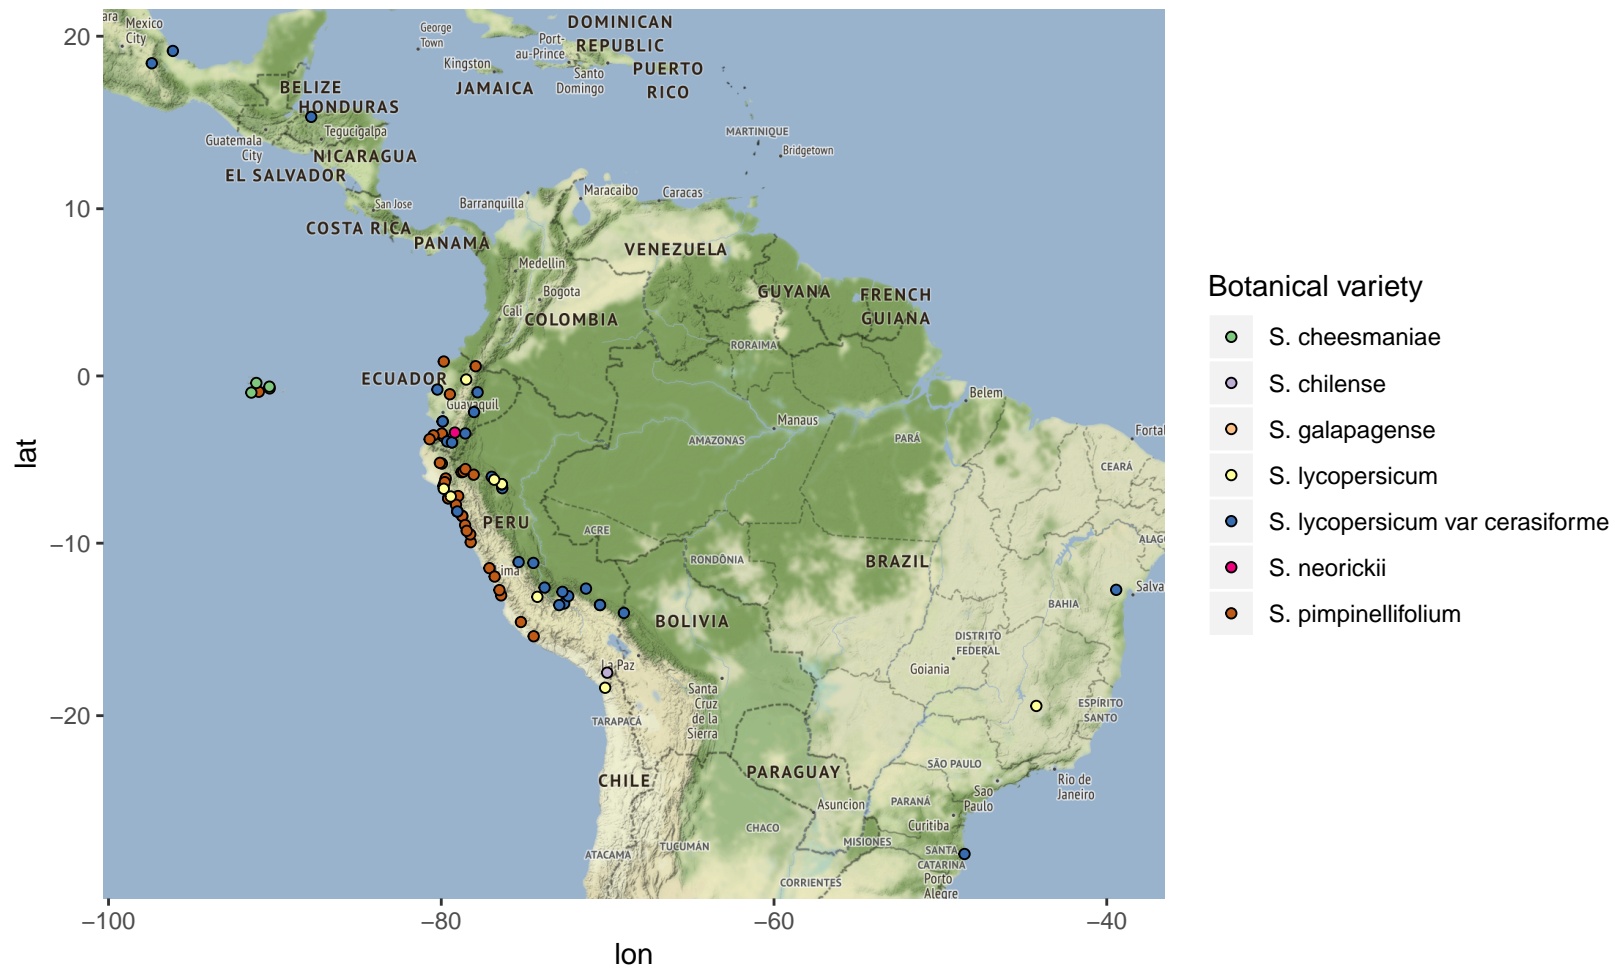 20
10
0
−10
−20
lat
ara
Mexico
City
George
Town
DOMINICAN
REPUBLIC
Port-
au-Prince
Kingston
Santo
Domingo
PUERTO
RICO
JAMAICA
BELIZE
HONDURAS
Tegucigalpa
Guatemala
City
NICARAGUA
EL SALVADOR
MARTINIQUE
Bridgetown
San Jose
COSTA RICA
PANAMA
Barranquilla
Maracaibo
Caracas
VENEZUELA
Medellin
Bogota
Cali
COLOMBIA
GUYANA
FRENCH
GUIANA
RORAIMA
ECUADOR
Guayaquil
Belem
Manaus
AMAZONAS
PARÁ
Fortal
CEARÁ
PERU
ACRE
RONDÔNIA
BRAZIL
ALAGO
ima
Salva
BAHIA
BOLIVIA
DISTRITO
FEDERAL
Goiania
La Paz
Santa
Cruz
de la
Sierra
TARAPACÁ
ESPÍRITO
SANTO
CHILE
PARAGUAY
SÃO PAULO
Rio de
Janeiro
Sao
Paulo
Asuncion
PARANÁ
Curitiba
CHACO
MISIONES
ATACAMA
TUCUMÁN
SANTA
CATARINA
CORRIENTES
Porto
Alegre
−100
−80
−60
−40
lon
Botanical variety
S. cheesmaniae
S. chilense
S. galapagense
S. lycopersicum
S. lycopersicum var cerasiforme
S. neorickii
S. pimpinellifolium